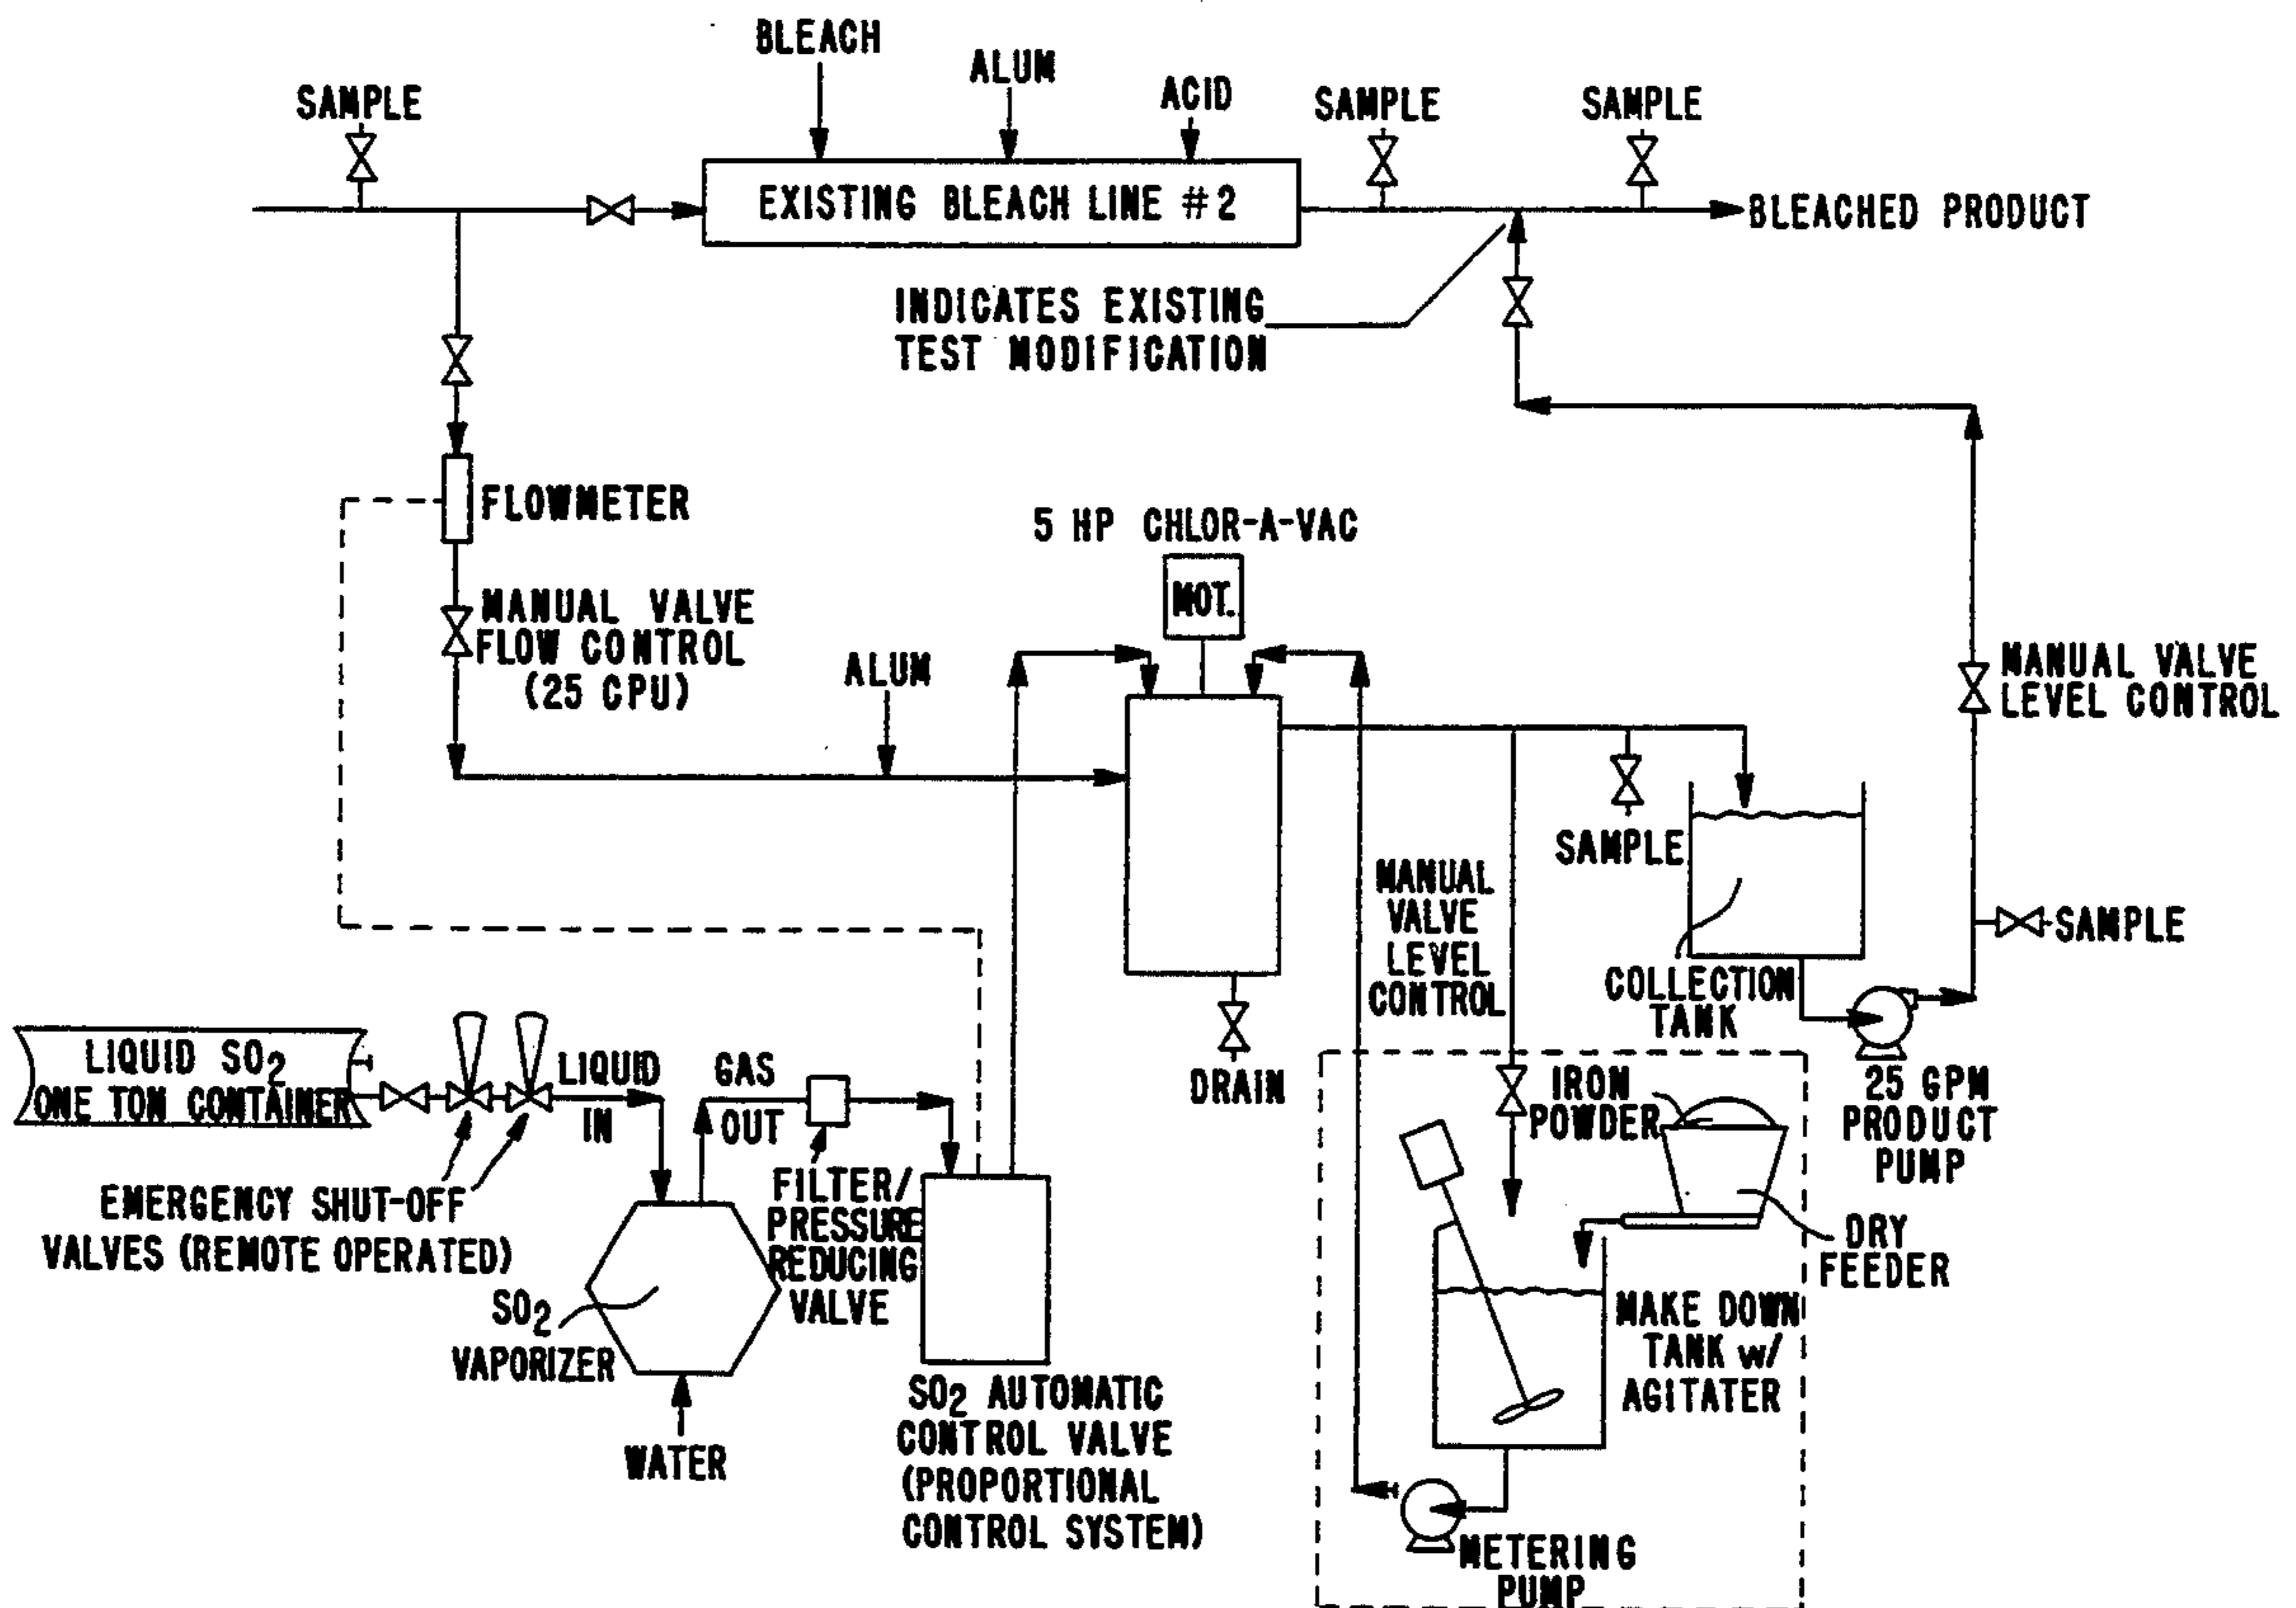 BLEACH
ALUM
ACID
SAMPLE
SAMPLE
SAMPLE
EXISTING BLEACH LINE #2
BLEACHED PRODUCT
INDICATES EXISTING
TEST MODIFICATION
FLOWMETER
5 HP CHLOR-A-VAC
MOT.
MANUAL VALVE
FLOW CONTROL
(25 GPU)
ALUM
MANUAL VALVE
LEVEL CONTROL
SAMPLE
MANUAL
VALVE
LEVEL
CONTROL
SAMPLE
COLLECTION
TANK
DRAIN
LIQUID SO2
ONE TON CONTAINER
LIQUID
IN
GAS
OUT
IRON
POWDER
25 GPM
PRODUCT
PUMP
EMERGENCY SHUT-OFF
VALVES (REMOTE OPERATED)
FILTER/
PRESSURE
REDUCING
VALVE
DRY
FEEDER
SO2
VAPORIZER
MAKE DOWN
TANK w/
AGITATER
WATER
SO2 AUTOMATIC
CONTROL VALVE
(PROPORTIONAL
CONTROL SYSTEM)
METERING
PUMP